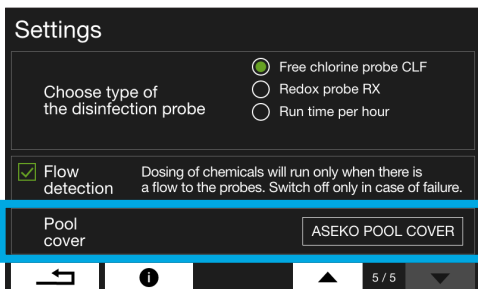 Settings
Choose type of
the disinfection probe
Free chlorine probe CLF
Redox probe RX
Run time per hour
Flow
detection
Dosing of chemicals will run only when there is
a flow to the probes. Switch off only in case of failure.
Pool
cover
ASEKO POOL COVER
5/5